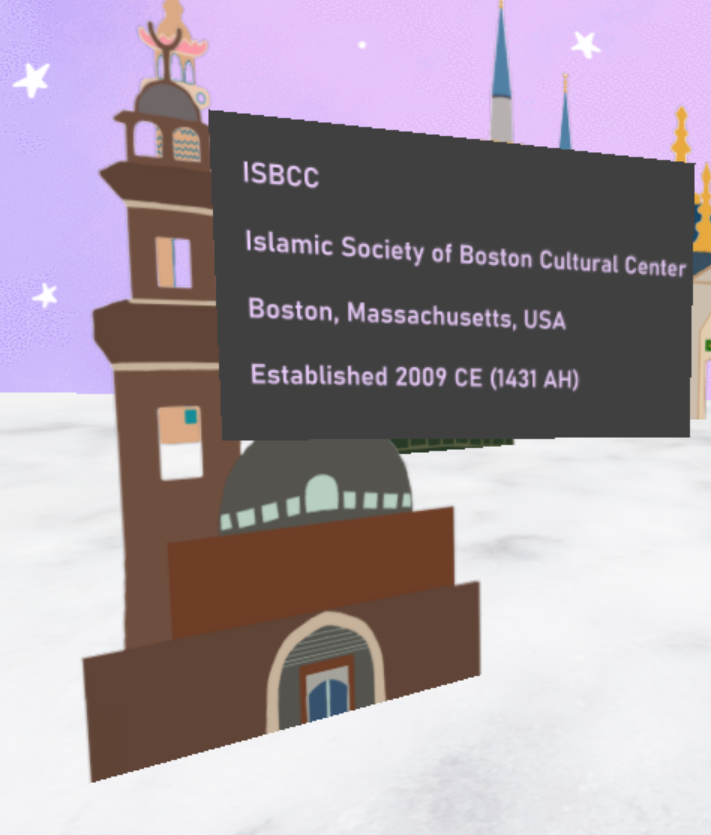 ISBCC
Islamic Society of Boston Cultural Center
Boston, Massachusetts, USA
Established 2009 CE (1431 AH)